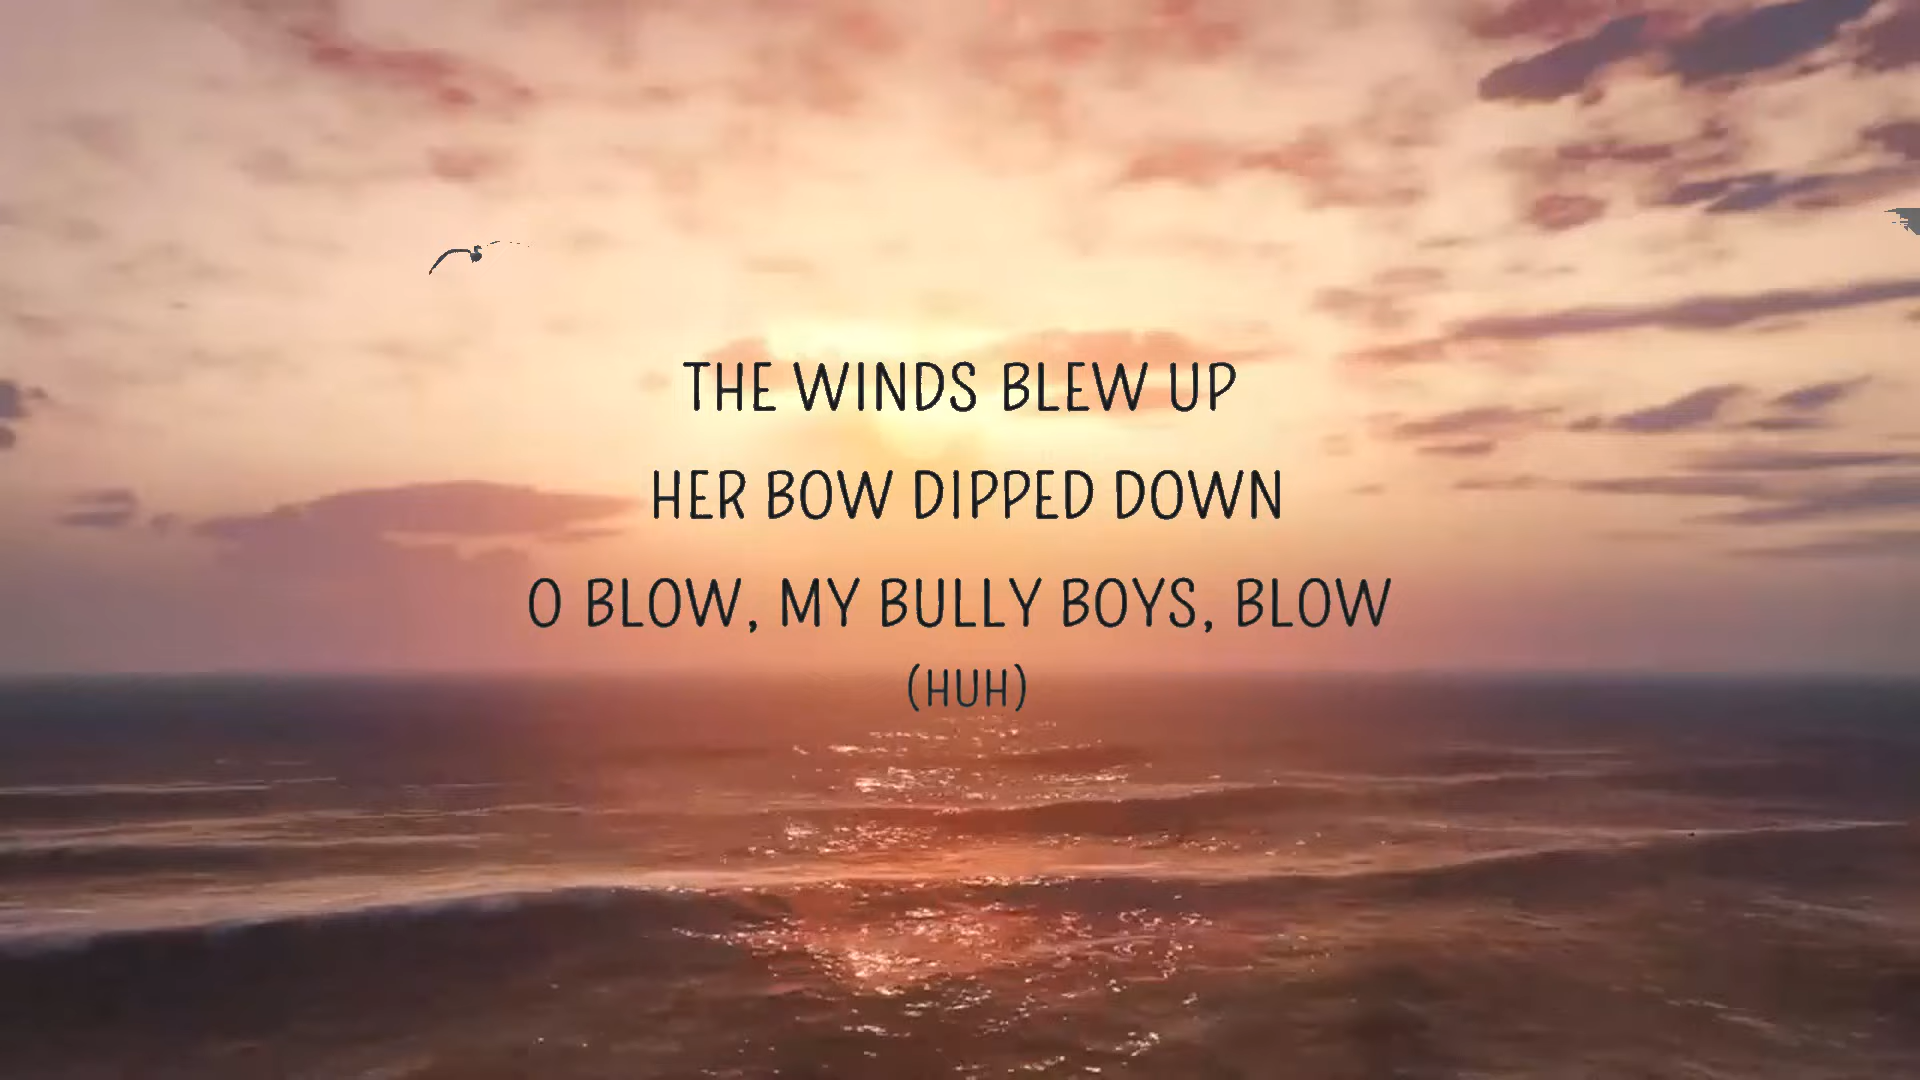 THE WINDS BLEW UP
HER BOW DIPPED DOWN
O BLOW, MY BULLY BOYS, BLOW
(HUH)